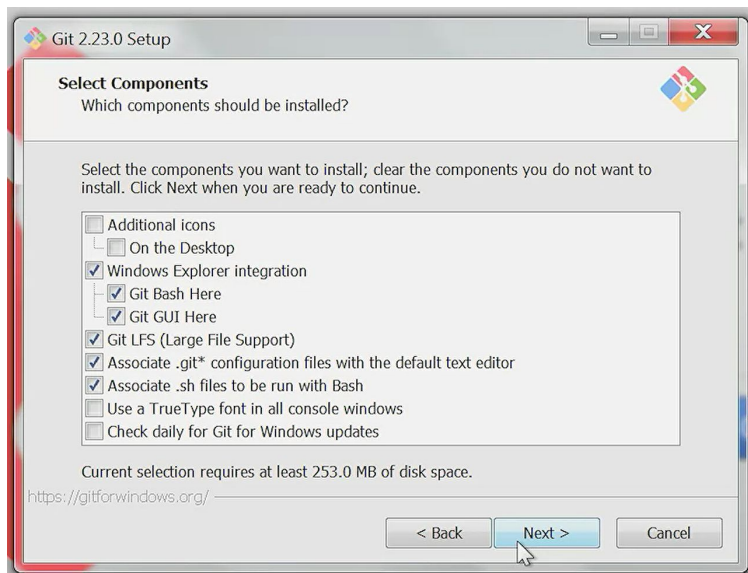 Git 2.23.0 Setup
Select Components
Which components should be installed?
Select the components you want to install; clear the components you do not want to
install. Click Next when you are ready to continue.
Additional icons
On the Desktop
Windows Explorer integration
Git Bash Here
Git GUI Here
Git LFS (Large File Support)
Associate .git* configuration files with the default text editor
Associate .sh files to be run with Bash
Use a TrueType font in all console windows
Check daily for Git for Windows updates
Current selection requires at least 253.0 MB of disk space.
https://gitforwindows.org/
< Back
Next >
Cancel